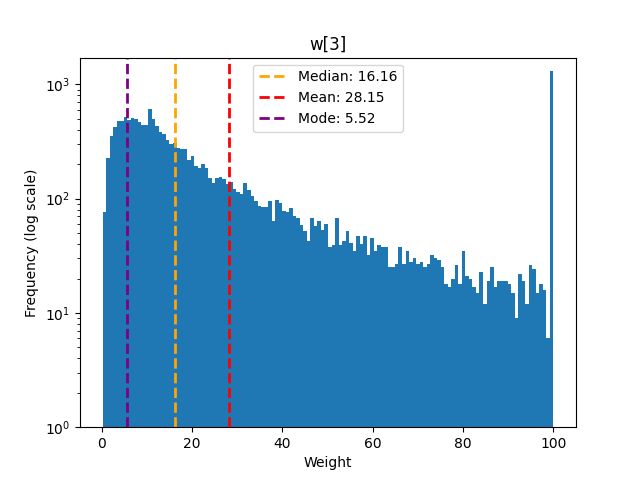 w[3]
Median: 16.16
Mean: 28.15
Mode: 5.52
Frequency (log scale)
10³
10²
10¹
10⁰
0 20 40 60 80 100
Weight